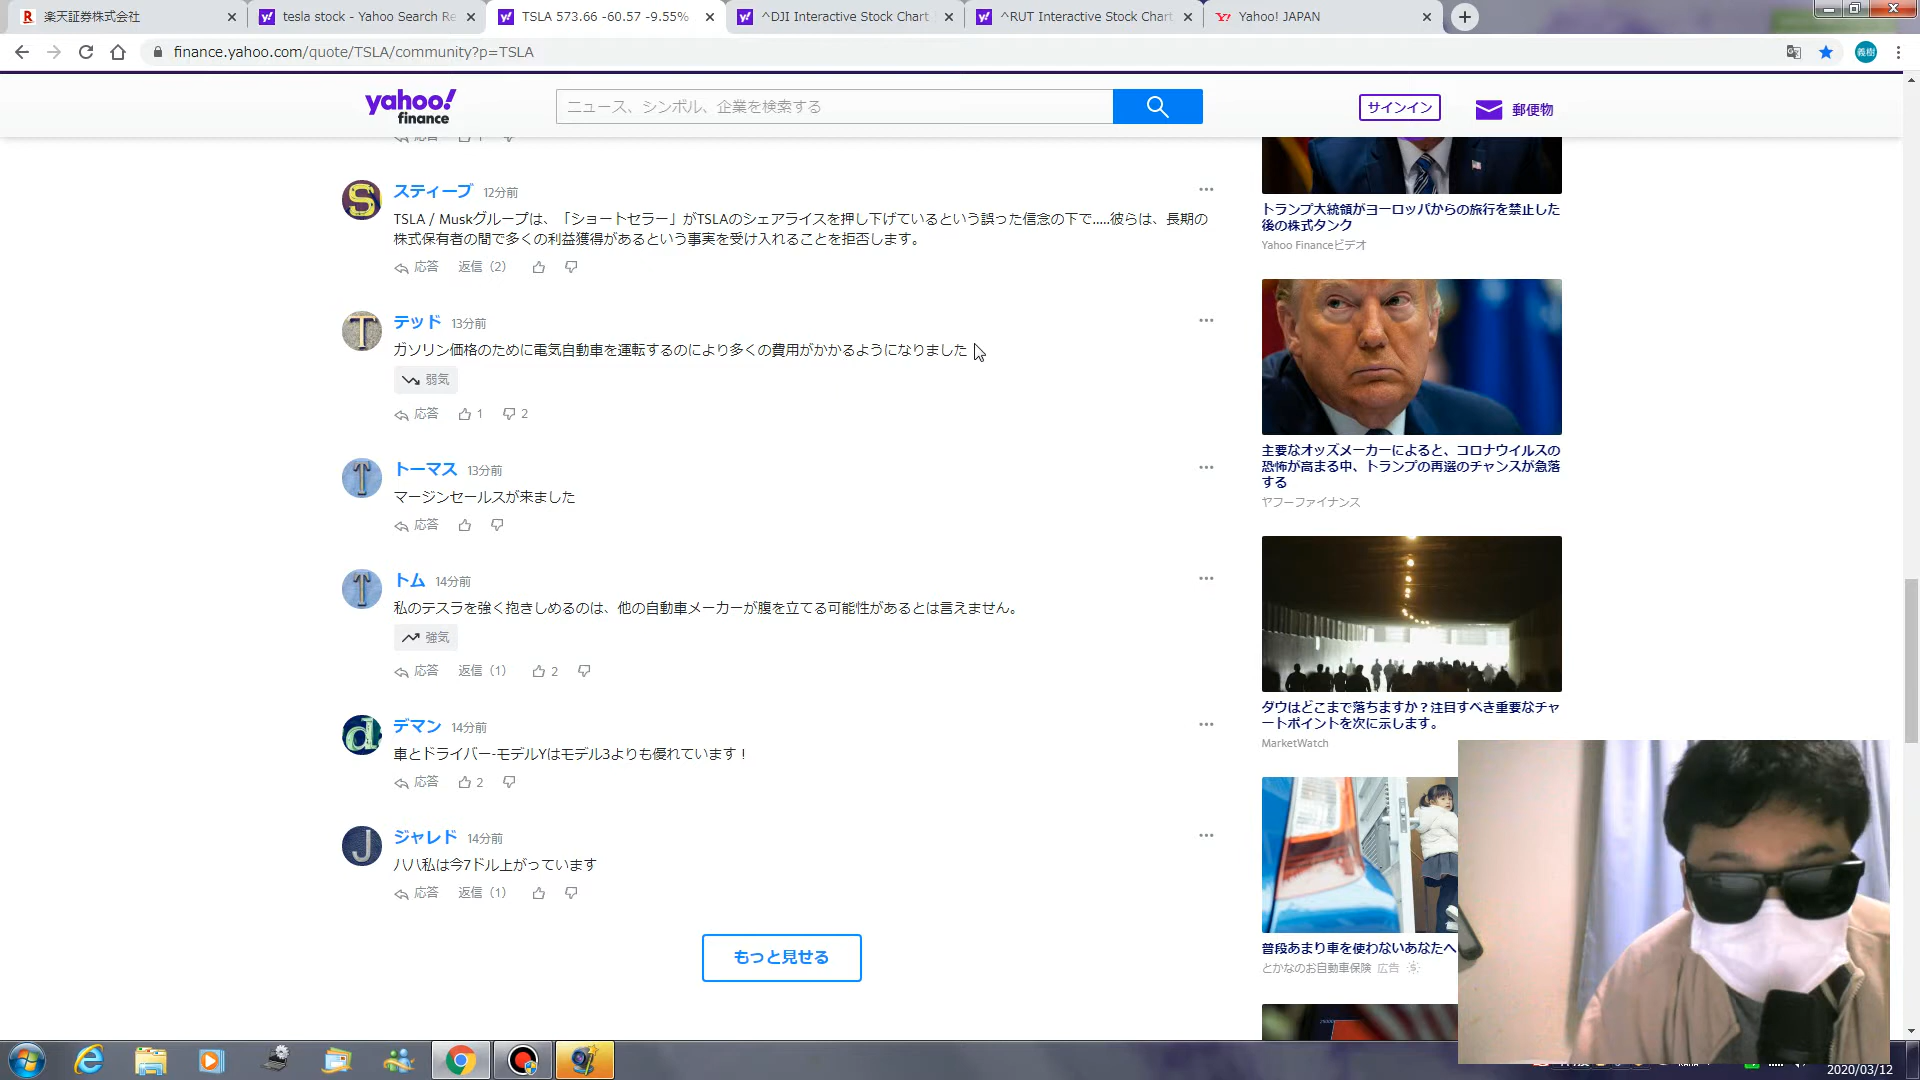 楽天証券株式会社
tesla stock - Yahoo Search Re
TSLA 573.66 -60.57 -9.55%
^DJI Interactive Stock Chart
^RUT Interactive Stock Chart
Yahoo! JAPAN
finance.yahoo.com/quote/TSLA/community?p=TSLA
義樹
yahoo!
finance
ニュース、シンボル、企業を検索する
サインイン
郵便物
応答 1
スティーブ 12分前
TSLA / Muskグループは、「ショートセラー」がTSLAのシェアライスを押し下げているという誤った信念の下で.....彼らは、長期の
株式保有者の間で多くの利益獲得があるという事実を受け入れることを拒否します。
応答 返信（2）
テッド 13分前
ガソリン価格のために電気自動車を運転するのにより多くの費用がかかるようになりました
弱気
応答 1 2
トーマス 13分前
マージンセールスが来ました
応答
トム 14分前
私のテスラを強く抱きしめるのは、他の自動車メーカーが腹を立てる可能性があるとは言えません。
強気
応答 返信（1） 2
デマン 14分前
車とドライバー-モデルYはモデル3よりも優れています！
応答 2
ジャレド 14分前
ハハ私は今7ドル上がっています
応答 返信（1）
もっと見せる
トランプ大統領がヨーロッパからの旅行を禁止した
後の株式タンク
Yahoo Financeビデオ
主要なオッズメーカーによると、コロナウイルスの
恐怖が高まる中、トランプの再選のチャンスが急落
する
ヤフーファイナンス
ダウはどこまで落ちますか？注目すべき重要なチャ
ートポイントを次に示します。
MarketWatch
普段あまり車を使わないあなたへ
とかなのお自動車保険 広告
2020/03/12